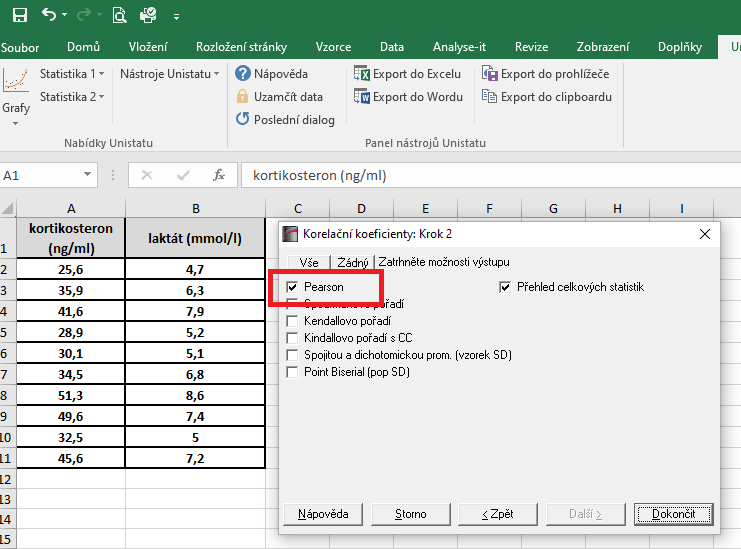 Soubor Domů Vložení Rozložení stránky Vzorce Data Analyse-it Revize Zobrazení Doplňky Un
Statistika 1 Nástroje Unistatu Nápověda Export do Excelu Export do prohlížeče
Grafy Statistika 2 Uzamčít data Export do Wordu Export do clipboardu
Poslední dialog
Nabídky Unistatu Panel nástrojů Unistatu
A1 fx kortikosteron (ng/ml)
A B C D E F G H I
1 kortikosteron (ng/ml) laktát (mmol/l)
2 25,6 4,7
3 35,9 6,3
4 41,6 7,9
5 28,9 5,2
6 30,1 5,1
7 34,5 6,8
8 51,3 8,6
9 49,6 7,4
10 32,5 5
11 45,6 7,2
12
13
14
15
Korelační koeficienty: Krok 2
Vše Žádný Zatrhněte možnosti výstupu
Pearson Přehled celkových statistik
pořadí
Kendallovo pořadí
Kindallovo pořadí s CC
Spojitou a dichotomickou prom. (vzorek SD)
Point Biserial (pop SD)
Nápověda Storno < Zpět Další > Dokončit